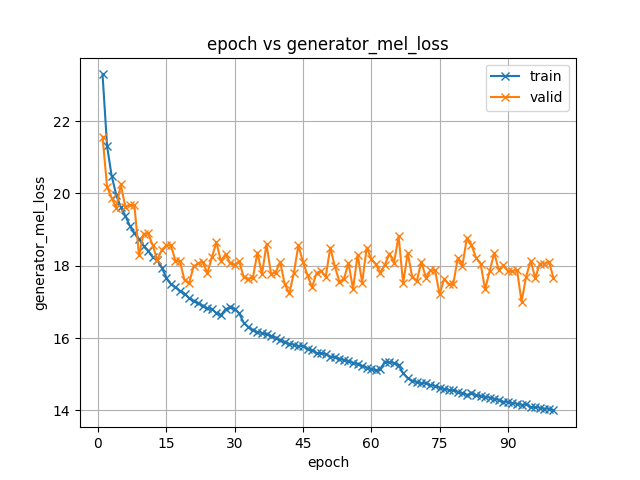 epoch vs generator_mel_loss
train
valid
generator_mel_loss
22
20
18
16
14
0 15 30 45 60 75 90
epoch